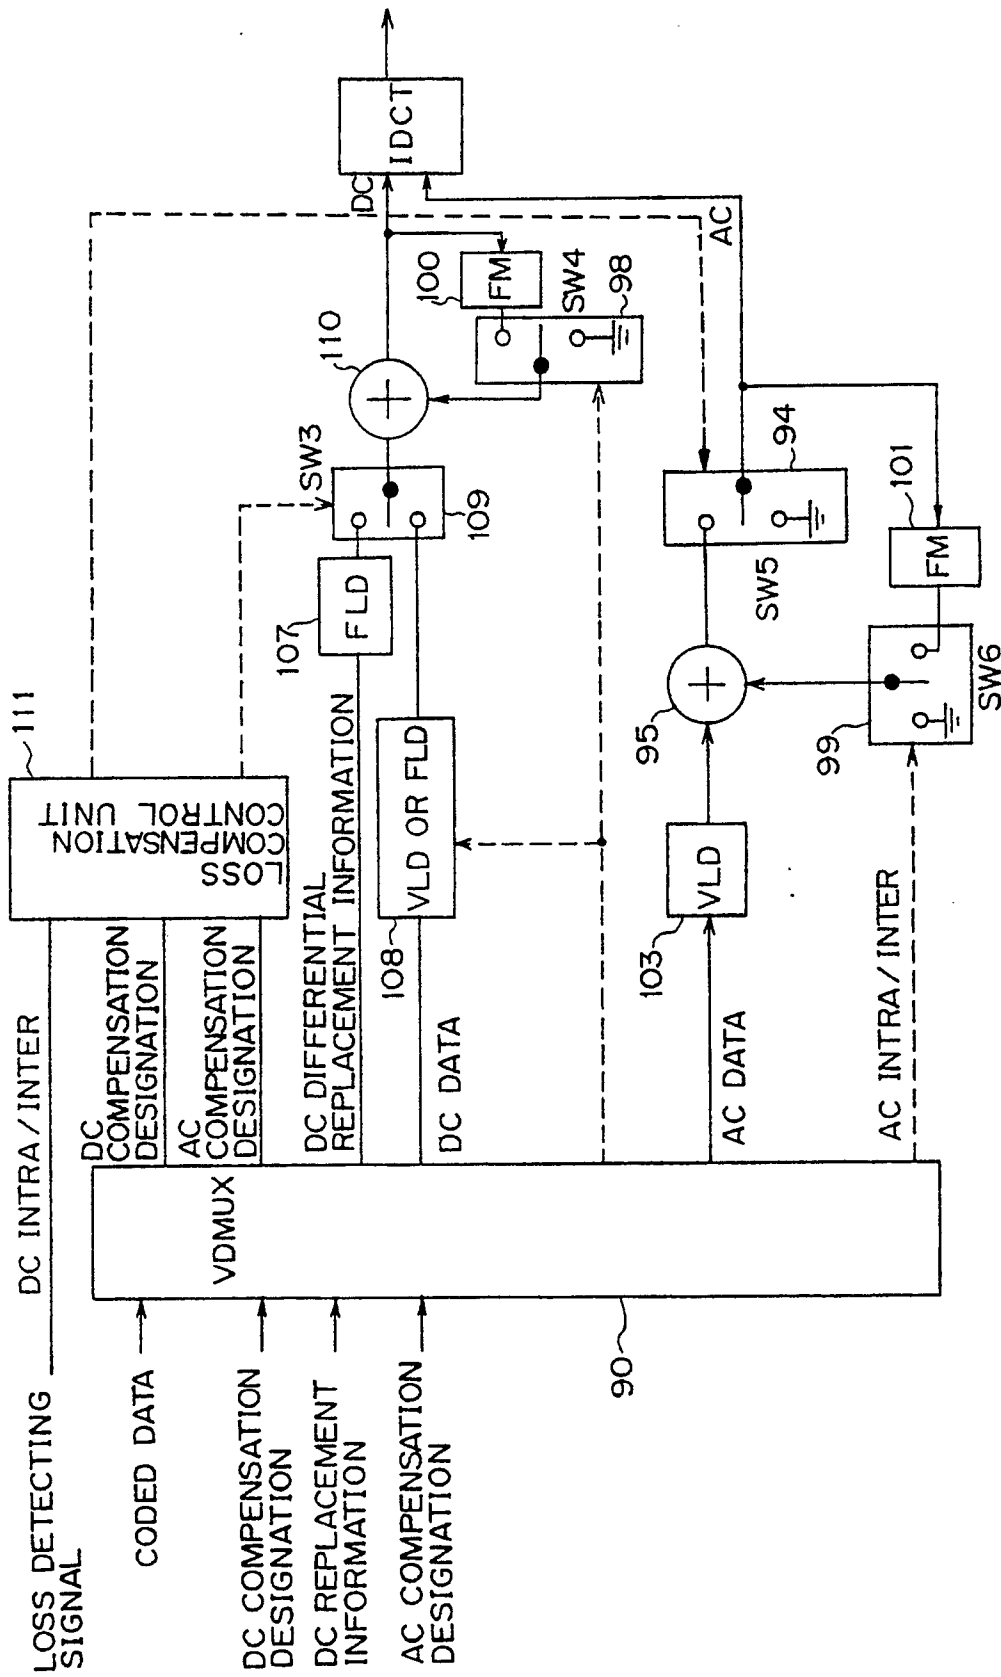 LOSS DETECTING
SIGNAL
DC INTRA/INTER
CODED DATA
DC COMPENSATION
DESIGNATION
DC REPLACEMENT
INFORMATION
AC COMPENSATION
DESIGNATION
90
VDMUX
DC
COMPENSATION
DESIGNATION
AC
COMPENSATION
DESIGNATION
DC DIFFERENTIAL
REPLACEMENT INFORMATION
DC DATA
AC DATA
AC INTRA/INTER
LOSS
COMPENSATION
CONTROL UNIT
111
107
FLD
108
VLD OR FLD
103
VLD
SW3
109
110
95
SW5
94
99
SW6
101
FM
100
FM
SW4
98
DC
AC
IDCT